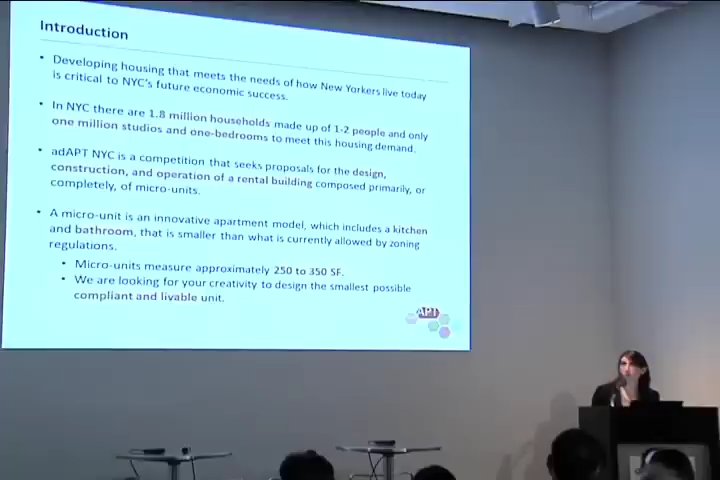 Introduction
• Developing housing that meets the needs of how New Yorkers live today
is critical to NYC's future economic success.
• In NYC there are 1.8 million households made up of 1-2 people and only
one million studios and one-bedrooms to meet this housing demand.
• adAPT NYC is a competition that seeks proposals for the design,
construction, and operation of a rental building composed primarily, or
completely, of micro-units.
• A micro-unit is an innovative apartment model, which includes a kitchen
and bathroom, that is smaller than what is currently allowed by zoning
regulations.
• Micro-units measure approximately 250 to 350 SF.
• We are looking for your creativity to design the smallest possible
compliant and livable unit.
APT